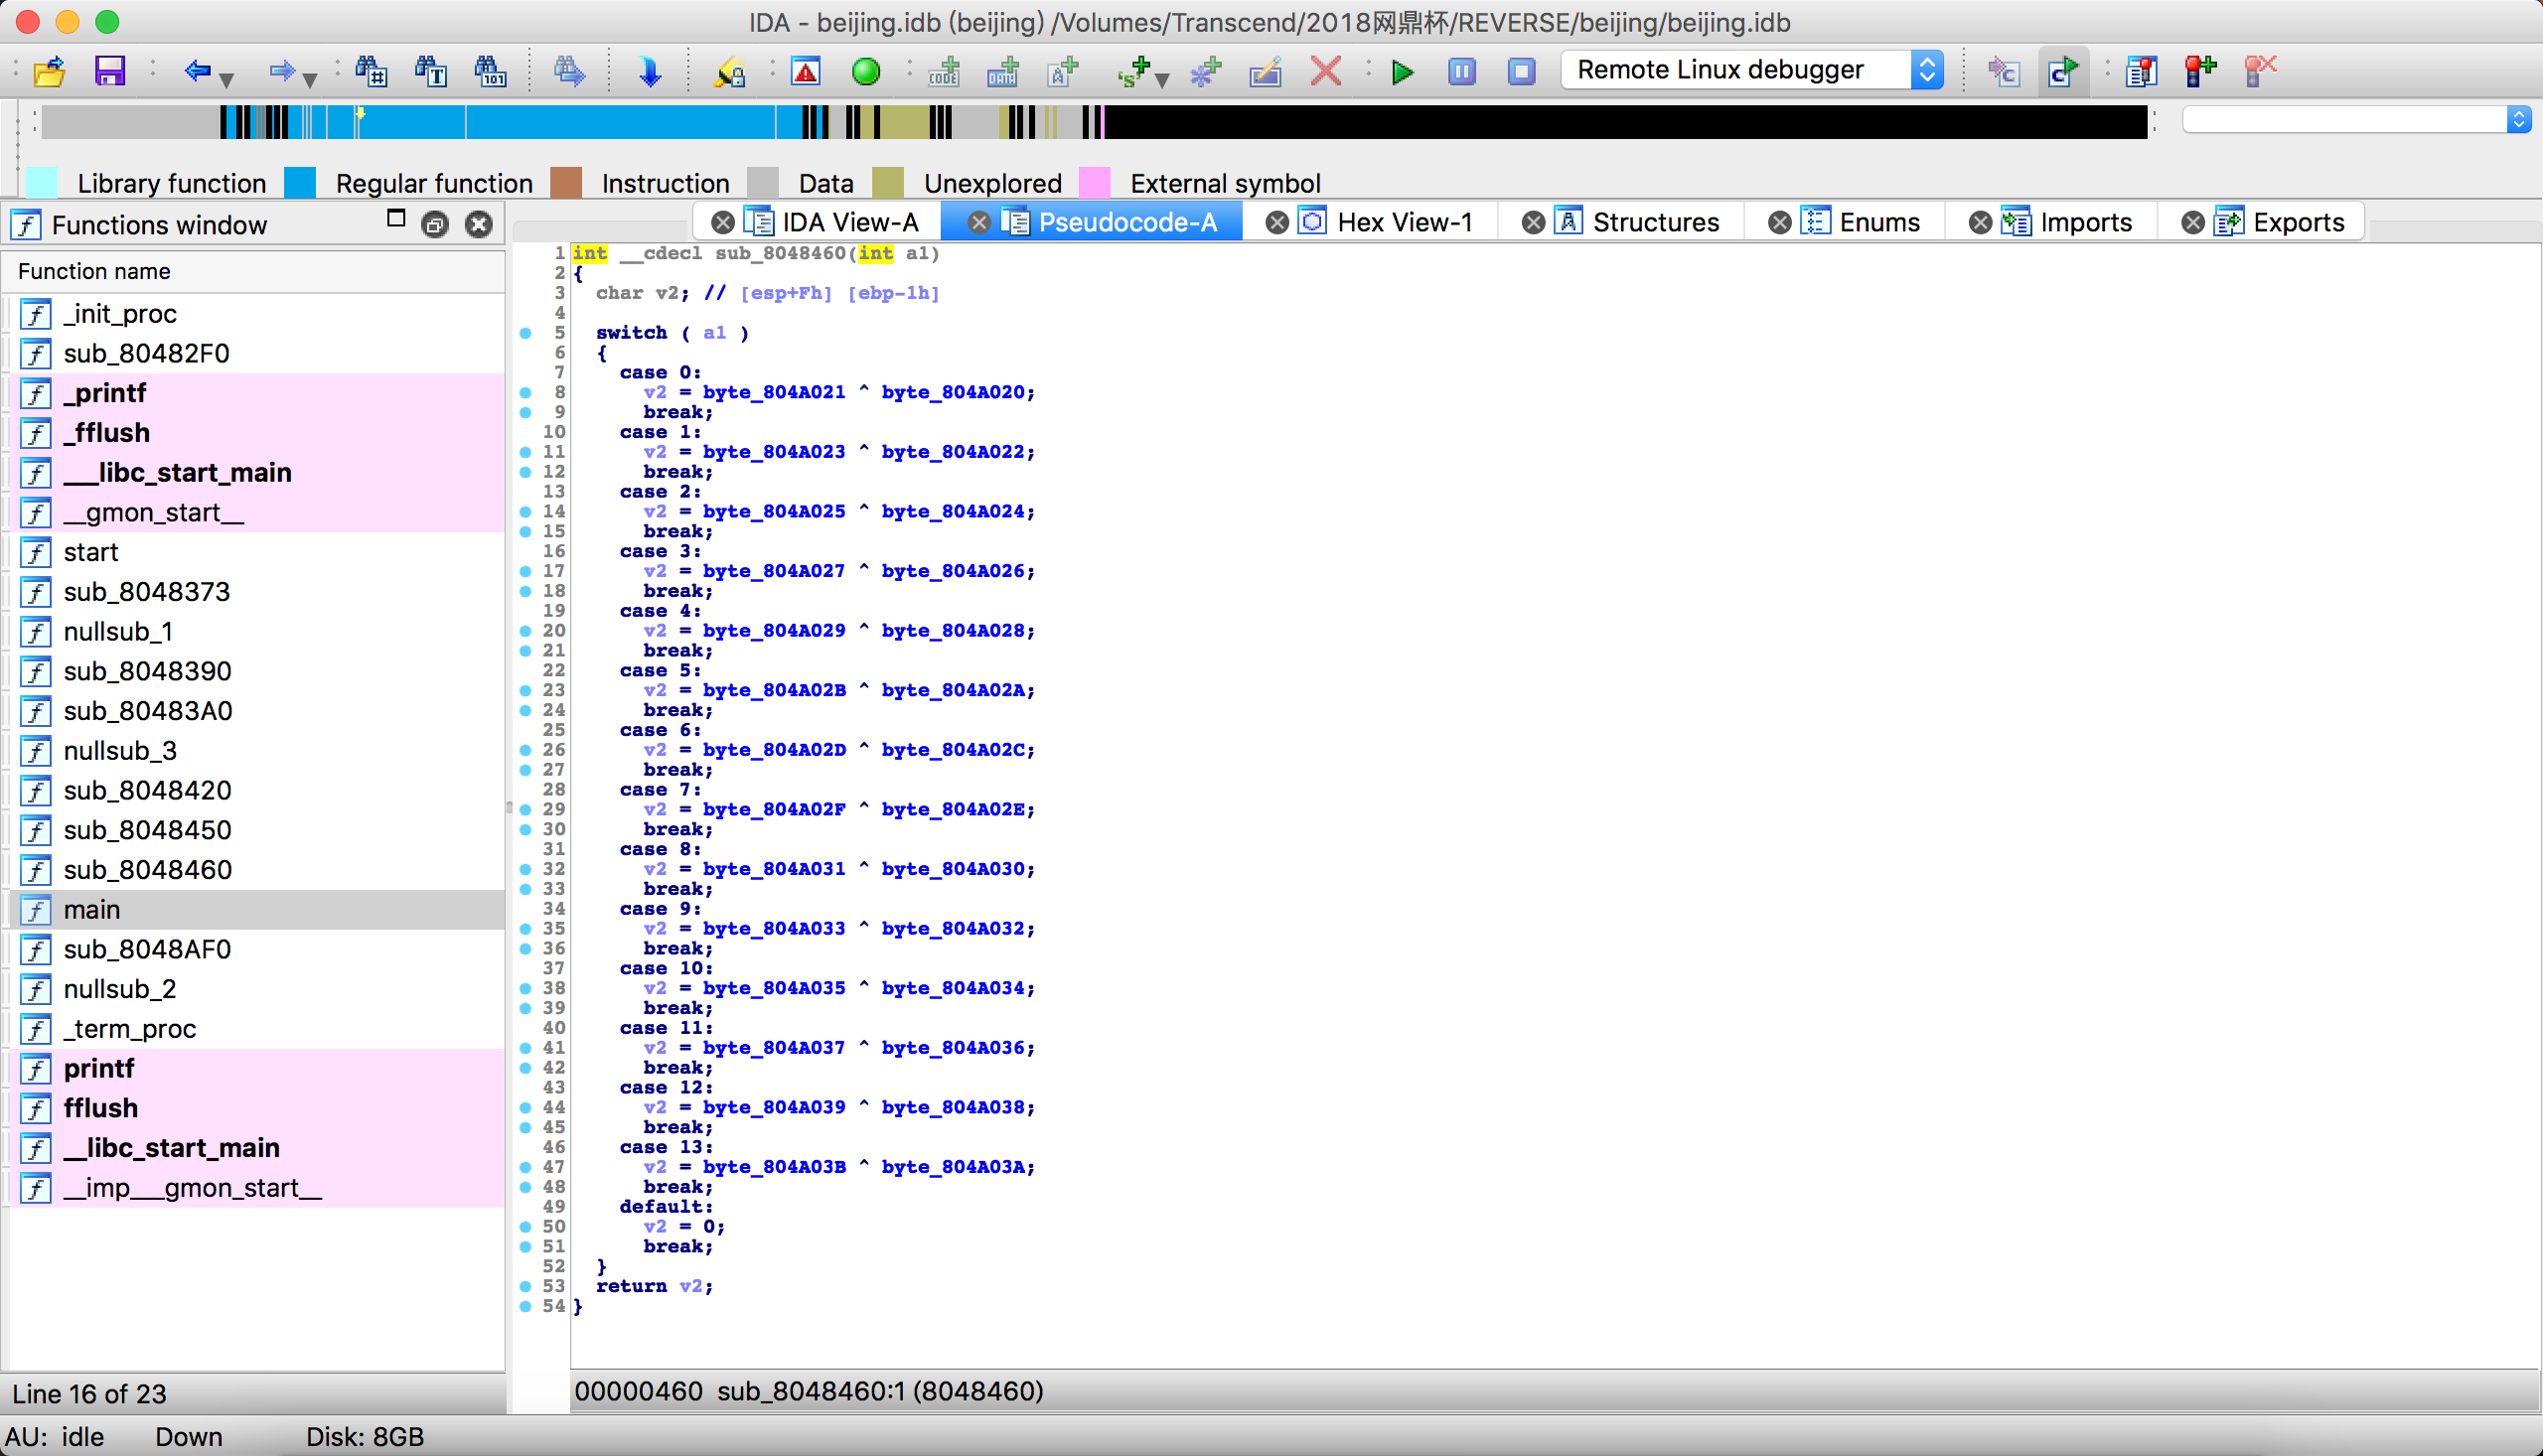 IDA - beijing.idb (beijing) /Volumes/Transcend/2018网鼎杯/REVERSE/beijing/beijing.idb
Remote Linux debugger
Library function Regular function Instruction Data Unexplored External symbol
Functions window
IDA View-A Pseudocode-A Hex View-1 Structures Enums Imports Exports
Function name
_init_proc
sub_80482F0
_printf
_fflush
___libc_start_main
__gmon_start__
start
sub_8048373
nullsub_1
sub_8048390
sub_80483A0
nullsub_3
sub_8048420
sub_8048450
sub_8048460
main
sub_8048AF0
nullsub_2
_term_proc
printf
fflush
__libc_start_main
__imp___gmon_start__
Line 16 of 23
1 int __cdecl sub_8048460(int a1)
2 {
3 char v2; // [esp+Fh] [ebp-1h]
4
5 switch ( a1 )
6 {
7 case 0:
8 v2 = byte_804A021 ^ byte_804A020;
9 break;
10 case 1:
11 v2 = byte_804A023 ^ byte_804A022;
12 break;
13 case 2:
14 v2 = byte_804A025 ^ byte_804A024;
15 break;
16 case 3:
17 v2 = byte_804A027 ^ byte_804A026;
18 break;
19 case 4:
20 v2 = byte_804A029 ^ byte_804A028;
21 break;
22 case 5:
23 v2 = byte_804A02B ^ byte_804A02A;
24 break;
25 case 6:
26 v2 = byte_804A02D ^ byte_804A02C;
27 break;
28 case 7:
29 v2 = byte_804A02F ^ byte_804A02E;
30 break;
31 case 8:
32 v2 = byte_804A031 ^ byte_804A030;
33 break;
34 case 9:
35 v2 = byte_804A033 ^ byte_804A032;
36 break;
37 case 10:
38 v2 = byte_804A035 ^ byte_804A034;
39 break;
40 case 11:
41 v2 = byte_804A037 ^ byte_804A036;
42 break;
43 case 12:
44 v2 = byte_804A039 ^ byte_804A038;
45 break;
46 case 13:
47 v2 = byte_804A03B ^ byte_804A03A;
48 break;
49 default:
50 v2 = 0;
51 break;
52 }
53 return v2;
54 }
00000460 sub_8048460:1 (8048460)
AU: idle Down Disk: 8GB